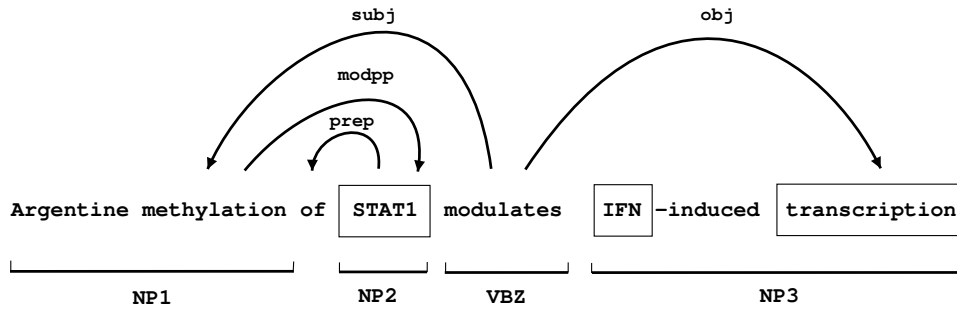 subj obj
modpp
prep
Argentine methylation of STAT1 modulates IFN -induced transcription
NP1 NP2 VBZ NP3